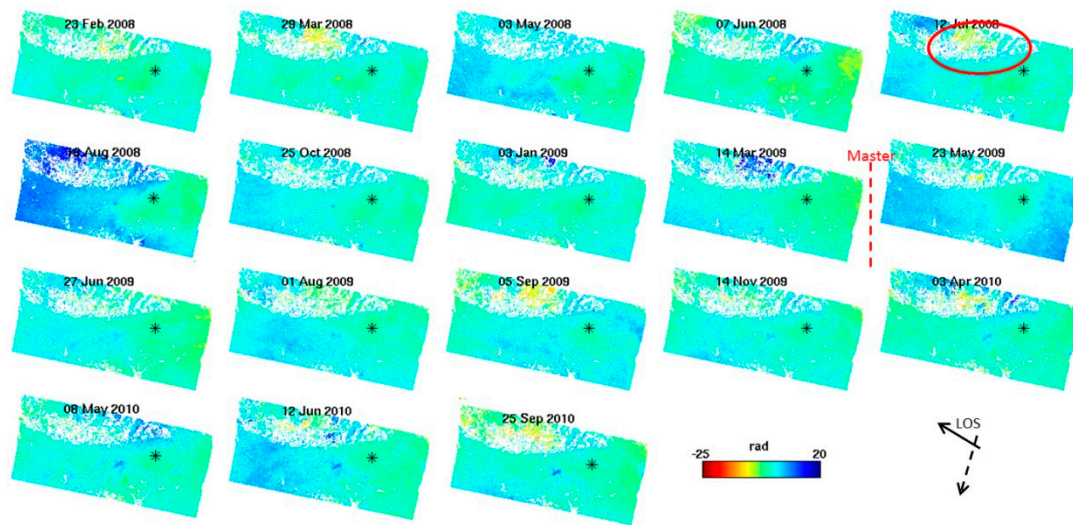 23 Feb 2008
29 Mar 2008
03 May 2008
07 Jun 2008
12 Jul 2008
16 Aug 2008
25 Oct 2008
03 Jan 2009
14 Mar 2009
Master
23 May 2009
27 Jun 2009
01 Aug 2009
05 Sep 2009
14 Nov 2009
03 Apr 2010
08 May 2010
12 Jun 2010
25 Sep 2010
rad
-25
20
LOS